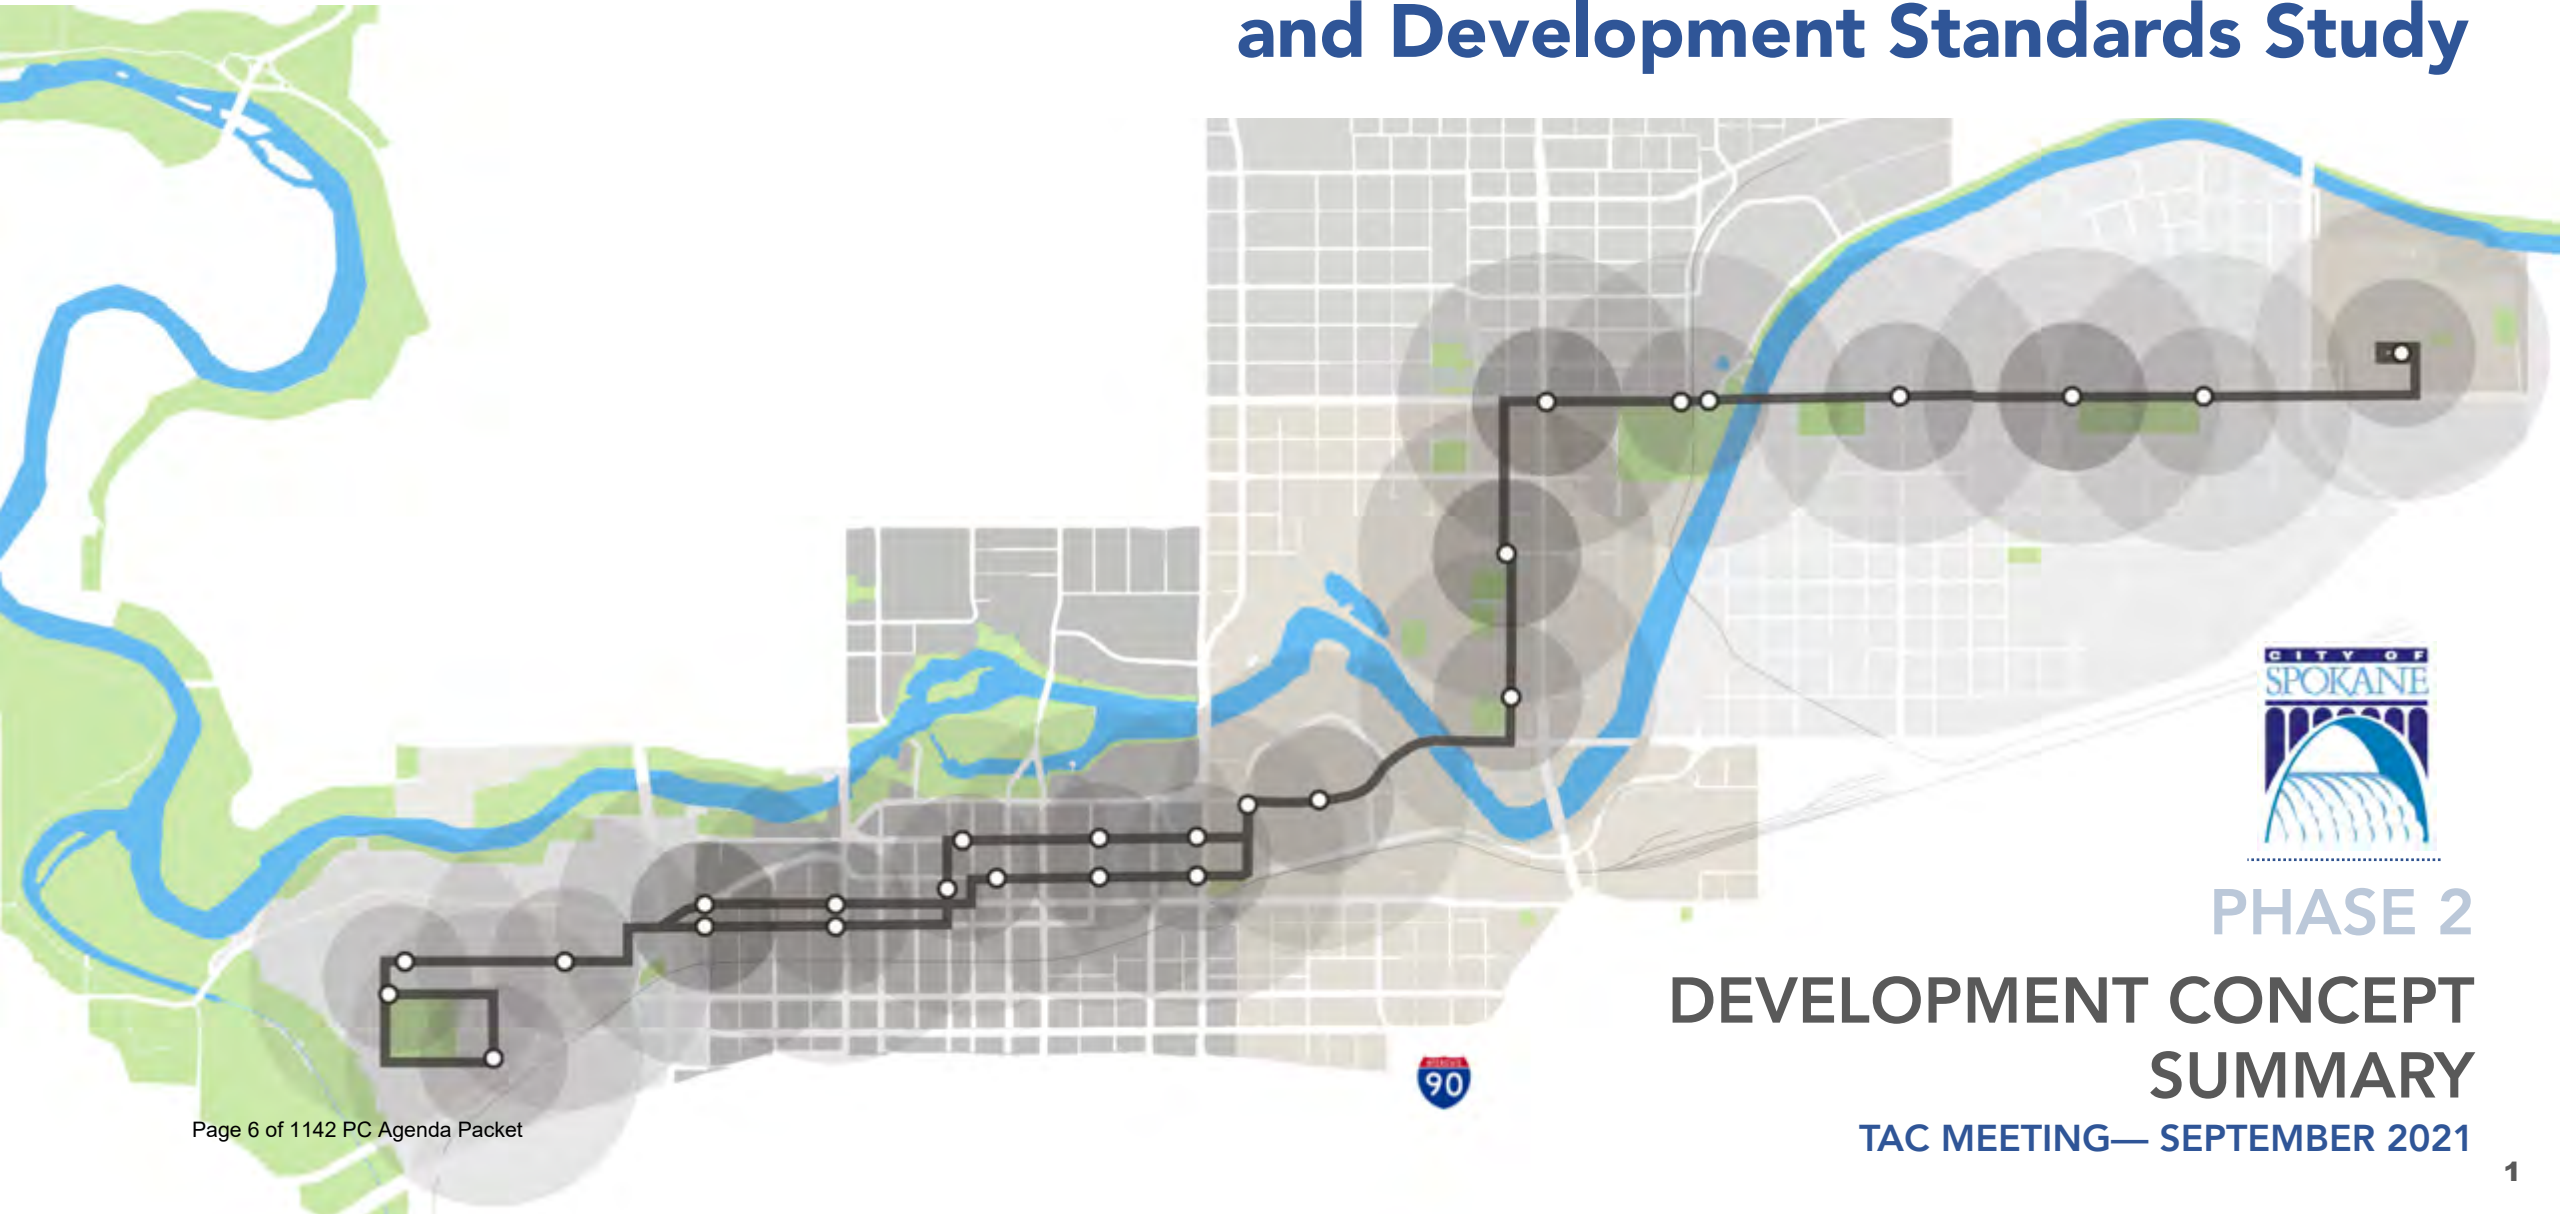 and Development Standards Study
CITY OF
SPOKANE
INTERSTATE
90
PHASE 2
DEVELOPMENT CONCEPT
SUMMARY
Page 6 of 1142 PC Agenda Packet
TAC MEETING— SEPTEMBER 2021
1